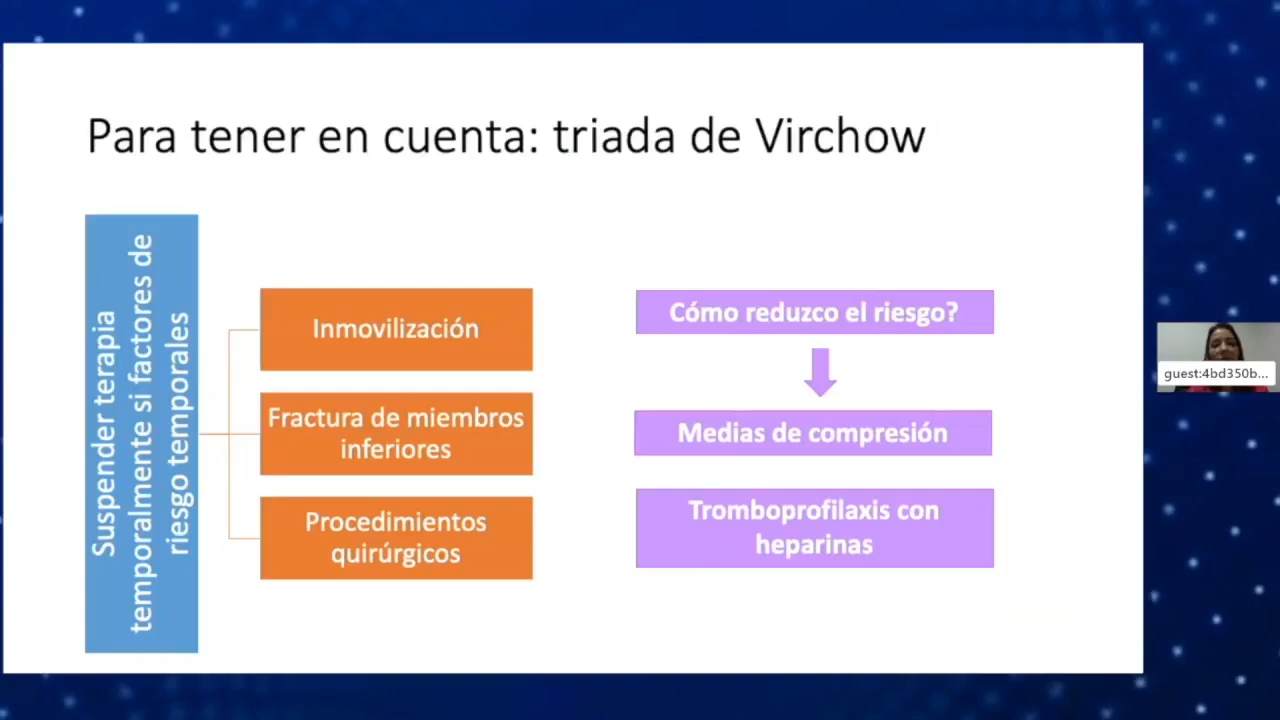 Para tener en cuenta: triada de Virchow
Suspender terapia
temporalmente si factores de
riesgo temporales
Inmovilización
Fractura de miembros
inferiores
Procedimientos
quirúrgicos
Cómo reduzco el riesgo?
Medias de compresión
Tromboprofilaxis con
heparinas
guest:4bd350b...